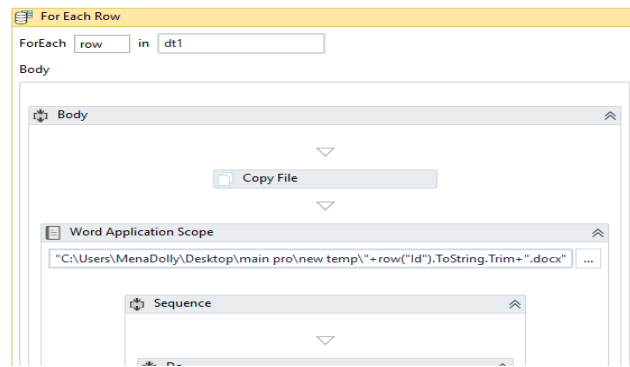 For Each Row
ForEach row in dt1
Body
Body
Copy File
Word Application Scope
"C:\Users\MenaDolly\Desktop\main pro\new temp\"+row("Id").ToString.Trim+".docx" ...
Sequence